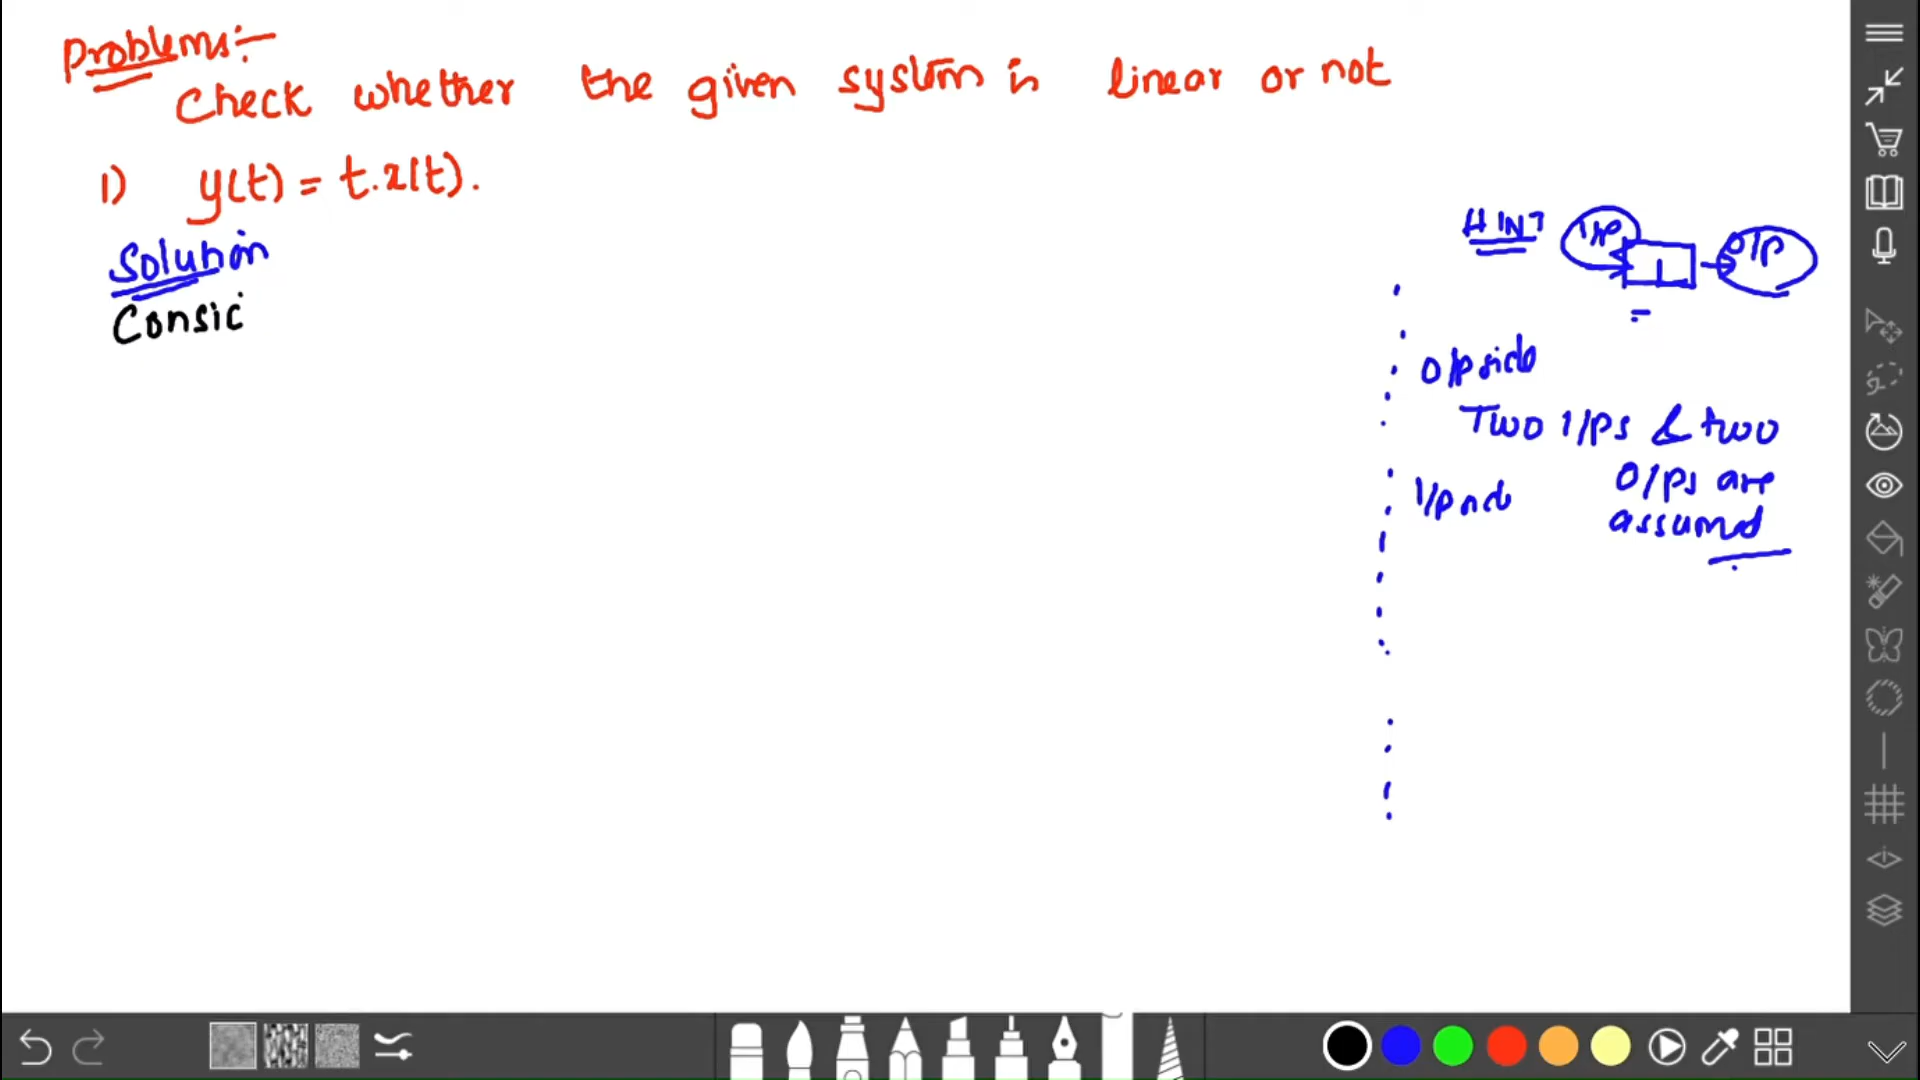 Problems:-
Check whether the given system is linear or not
1) y(t) = t.x(t).
Solution
Consic
HINT I/P O/P
O/p side
Two I/Ps & two
O/Ps are
assumed
I/p side